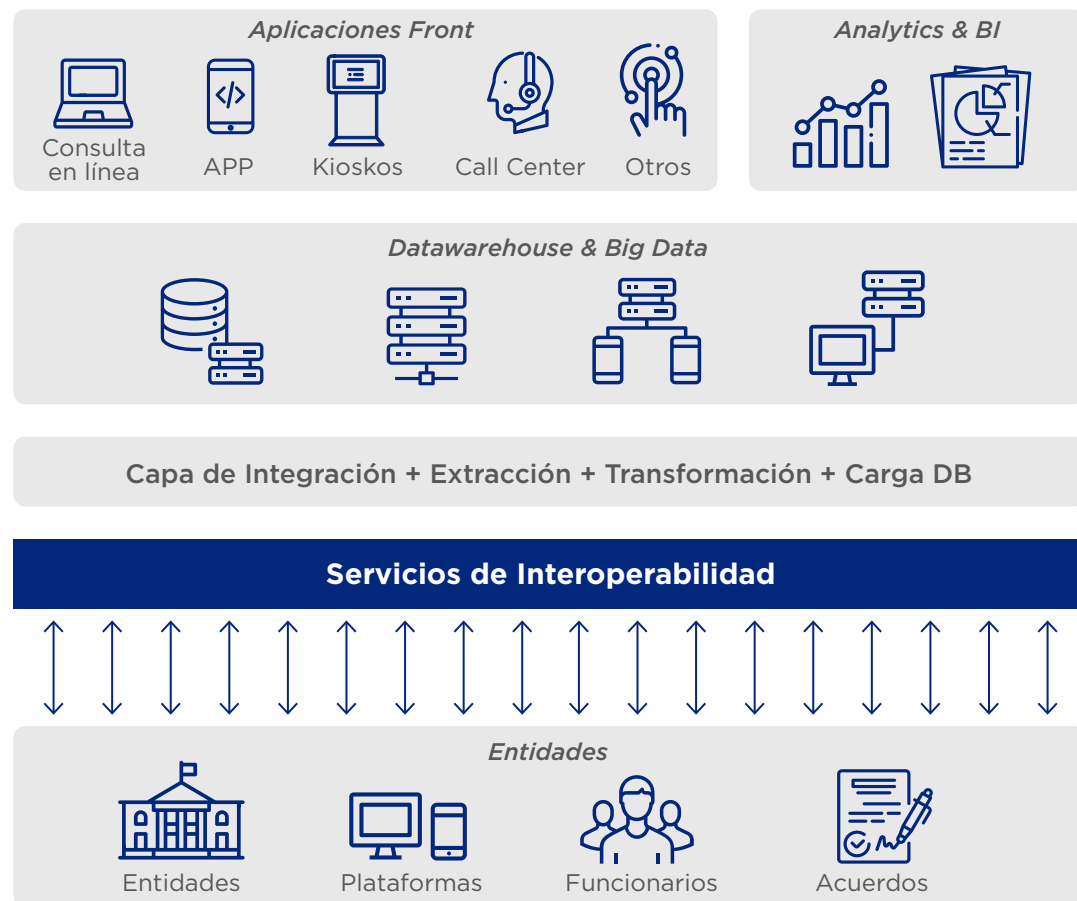 Aplicaciones Front
Consulta
en línea
APP
Kioskos
Call Center
Otros
Analytics & BI
Datawarehouse & Big Data
Capa de Integración + Extracción + Transformación + Carga DB
Servicios de Interoperabilidad
Entidades
Entidades
Plataformas
Funcionarios
Acuerdos